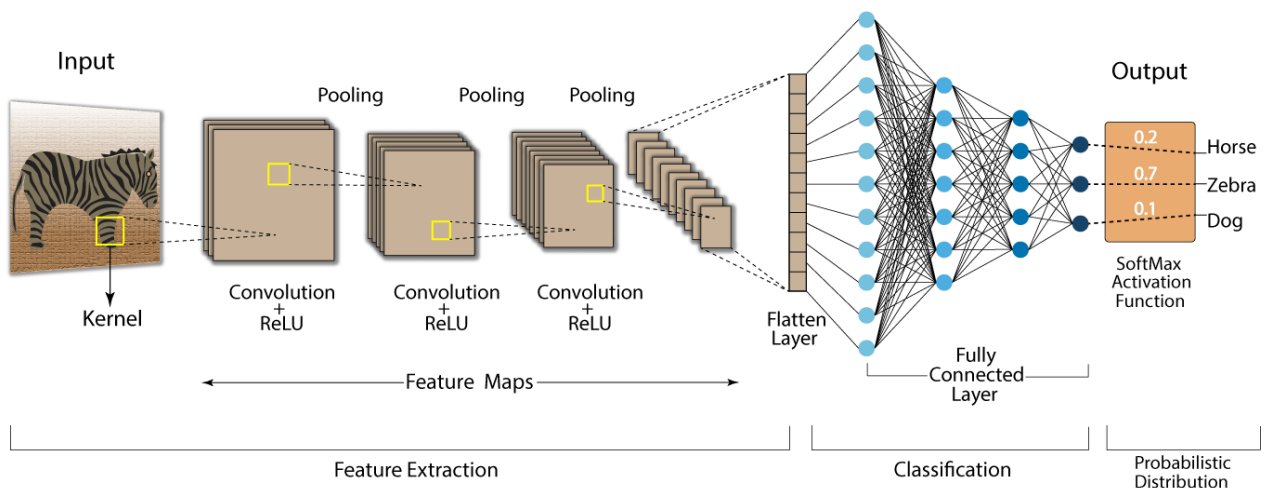 Input
Kernel
Pooling
Pooling
Pooling
Convolution
+
ReLU
Convolution
+
ReLU
Convolution
+
ReLU
Feature Maps
Flatten
Layer
Fully
Connected
Layer
Output
0.2
Horse
0.7
Zebra
0.1
Dog
SoftMax
Activation
Function
Feature Extraction
Classification
Probabilistic
Distribution